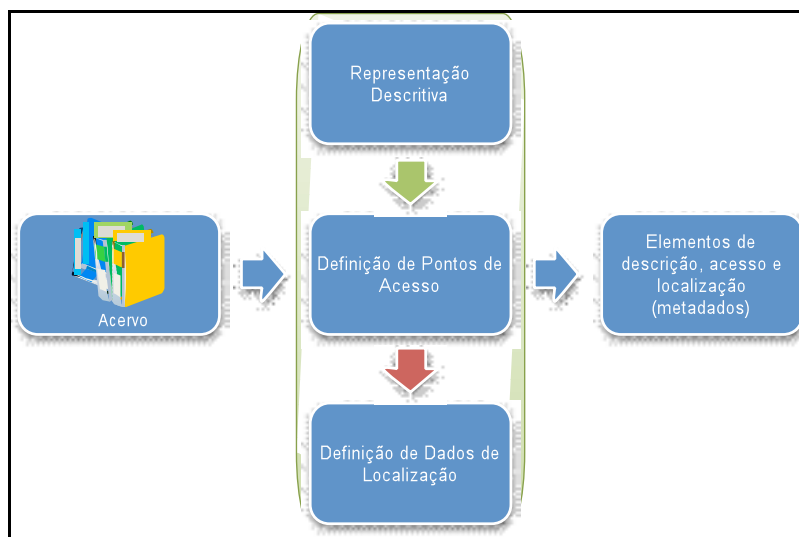 Representação
Descritiva
Acervo
Definição de Pontos de
Acesso
Elementos de
descrição, acesso e
localização
(metadados)
Definição de Dados de
Localização